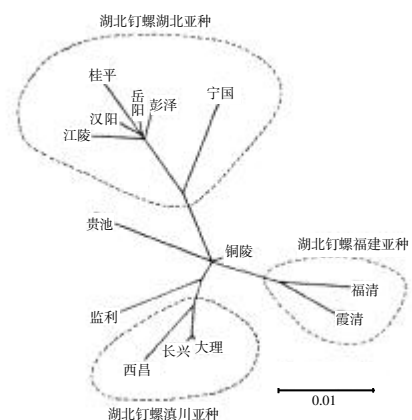 湖北钉螺湖北亚种
桂平
岳阳
彭泽
宁国
汉阳
江陵
贵池
铜陵
湖北钉螺福建亚种
福清
霞清
监利
长兴
大理
西昌
0.01
湖北钉螺滇川亚种